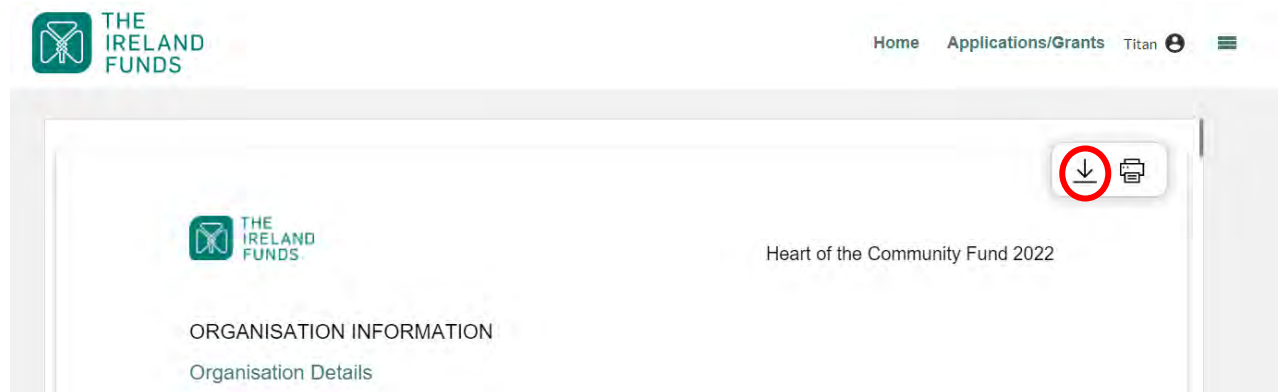 THE
IRELAND
FUNDS
Home Applications/Grants Titan
THE
IRELAND
FUNDS
Heart of the Community Fund 2022
ORGANISATION INFORMATION
Organisation Details